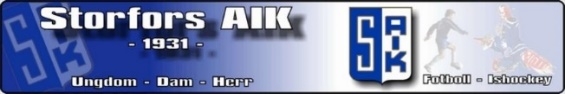 Storfors AIK
- 1931 -
Ungdom - Dam - Herr
SAIK
Fotboll - Ishockey